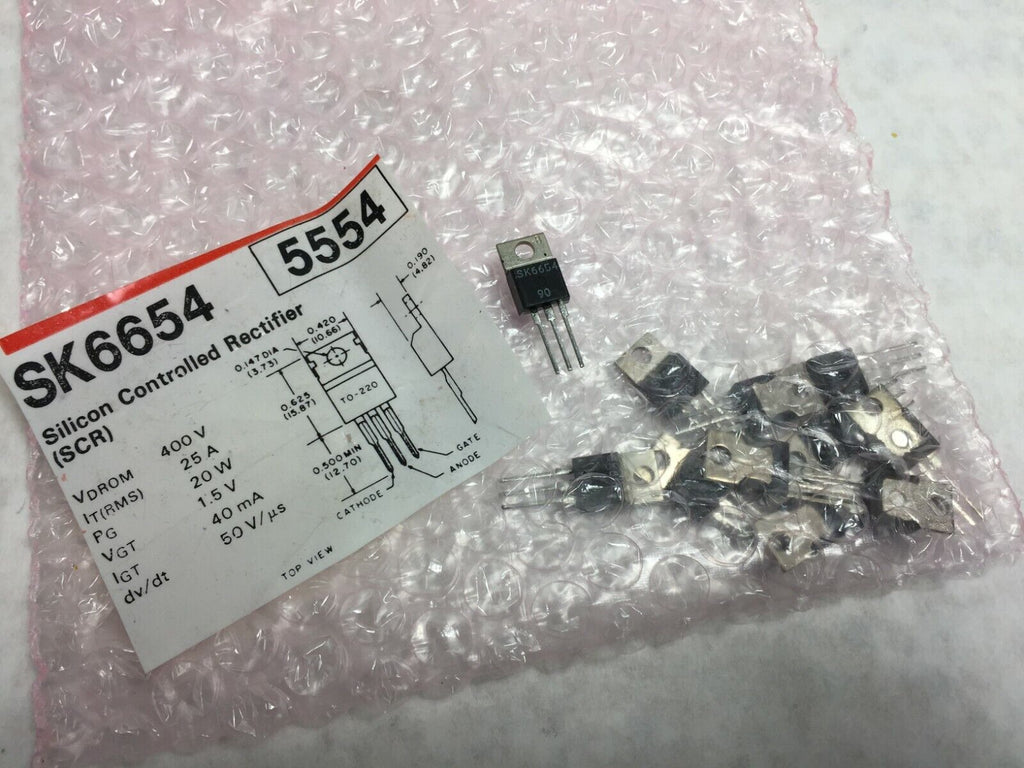 5554
SK6654
Silicon Controlled Rectifier
(SCR)
VDROM 400 V
IT(RMS) 25 A
PG 20 W
VGT 1.5 V
IGT 40 mA
dv/dt 50 V/µs
0.190
(4.82)
0.420
(10.66)
0.147 DIA
(3.73)
0.625
(15.87)
TO-220
0.500 MIN
(12.70)
GATE
ANODE
CATHODE
TOP VIEW
SK6654
90